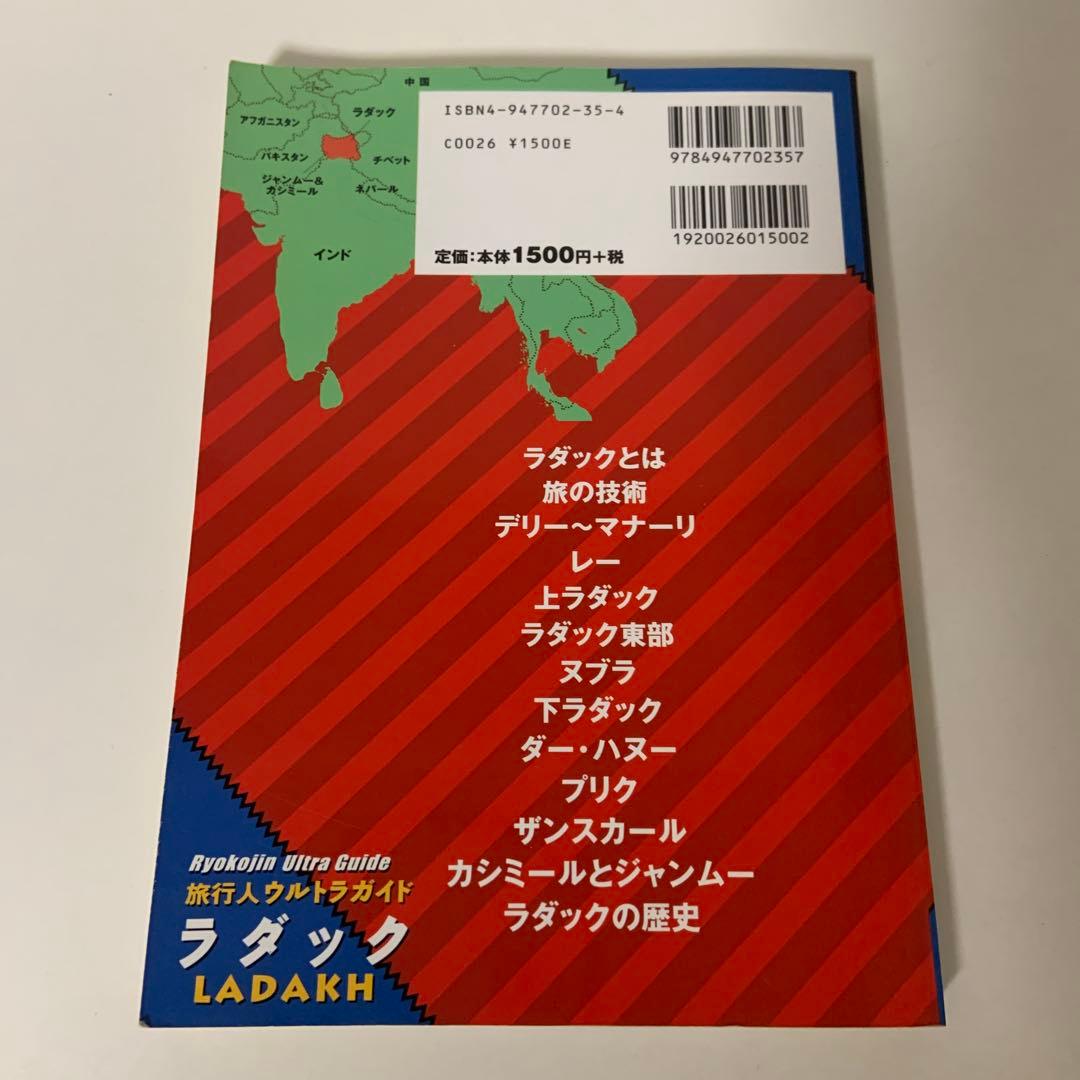 中国
ラダック
アフガニスタン
パキスタン
チベット
ジャンムー&
カシミール
ネパール
インド
ISBN4-947702-35-4
C0026 ¥1500E
9784947702357
1920026015002
定価:本体1500円+税
ラダックとは
旅の技術
デリー〜マナーリ
レー
上ラダック
ラダック東部
ヌブラ
下ラダック
ダー・ハヌー
プリク
ザンスカール
カシミールとジャンムー
ラダックの歴史
Ryokojin Ultra Guide
旅行人ウルトラガイド
ラダック
LADAKH